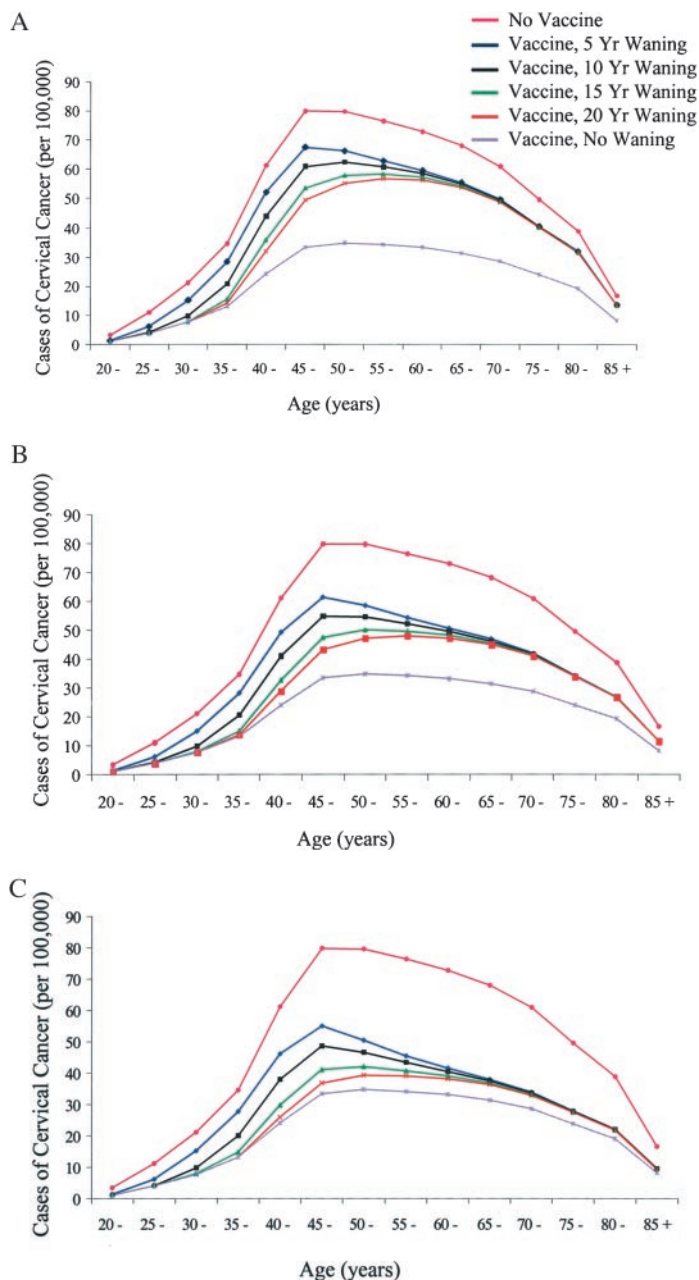 A
No Vaccine
Vaccine, 5 Yr Waning
Vaccine, 10 Yr Waning
Vaccine, 15 Yr Waning
Vaccine, 20 Yr Waning
Vaccine, No Waning
Cases of Cervical Cancer (per 100,000)
90
80
70
60
50
40
30
20
10
0
20 - 25 - 30 - 35 - 40 - 45 - 50 - 55 - 60 - 65 - 70 - 75 - 80 - 85 +
Age (years)
B
Cases of Cervical Cancer (per 100,000)
90
80
70
60
50
40
30
20
10
0
20 - 25 - 30 - 35 - 40 - 45 - 50 - 55 - 60 - 65 - 70 - 75 - 80 - 85 +
Age (years)
C
Cases of Cervical Cancer (per 100,000)
90
80
70
60
50
40
30
20
10
0
20 - 25 - 30 - 35 - 40 - 45 - 50 - 55 - 60 - 65 - 70 - 75 - 80 - 85 +
Age (years)